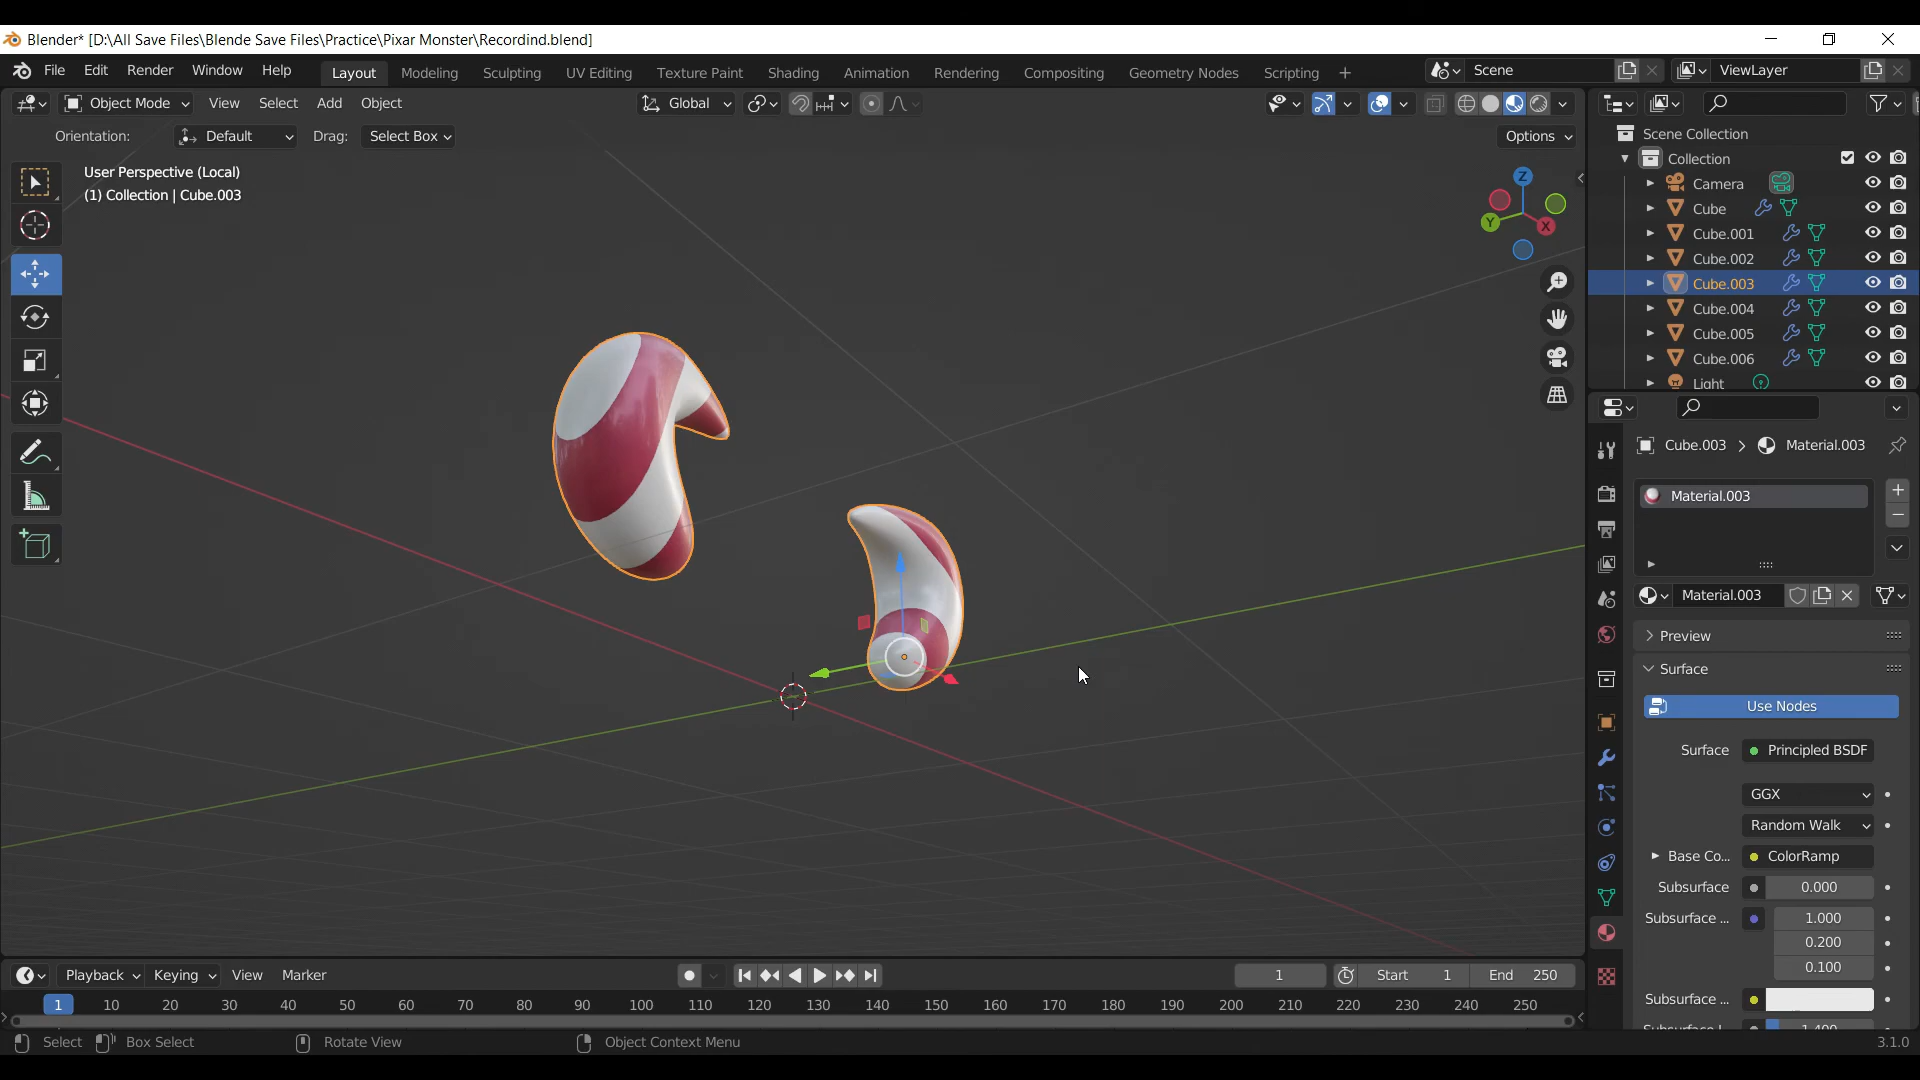 Blender* [D:\All Save Files\Blende Save Files\Practice\Pixar Monster\Recordind.blend]
File Edit Render Window Help Layout Modeling Sculpting UV Editing Texture Paint Shading Animation Rendering Compositing Geometry Nodes Scripting + Scene ViewLayer
Object Mode View Select Add Object Global
Orientation: Default Drag: Select Box Options
User Perspective (Local)
(1) Collection | Cube.003
Z
Y
X
Scene Collection
Collection
Camera
Cube
Cube.001
Cube.002
Cube.003
Cube.004
Cube.005
Cube.006
Light
Cube.003 > Material.003
Material.003
Material.003
Preview
Surface
Use Nodes
Surface Principled BSDF
GGX
Random Walk
Base Co... ColorRamp
Subsurface 0.000
Subsurface ... 1.000
0.200
0.100
Subsurface ...
Playback Keying View Marker 1 Start 1 End 250
1 10 20 30 40 50 60 70 80 90 100 110 120 130 140 150 160 170 180 190 200 210 220 230 240 250
Select Box Select Rotate View Object Context Menu 3.1.0